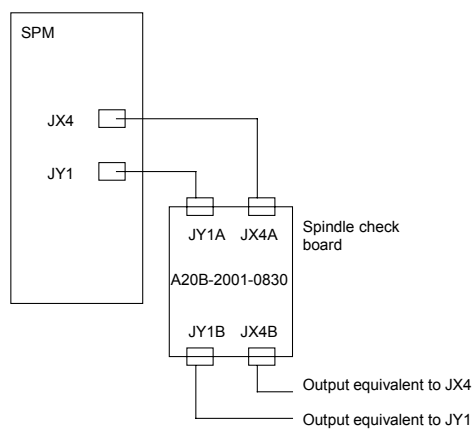 SPM
JX4
JY1
JY1A JX4A
Spindle check
board
A20B-2001-0830
JY1B JX4B
Output equivalent to JX4
Output equivalent to JY1